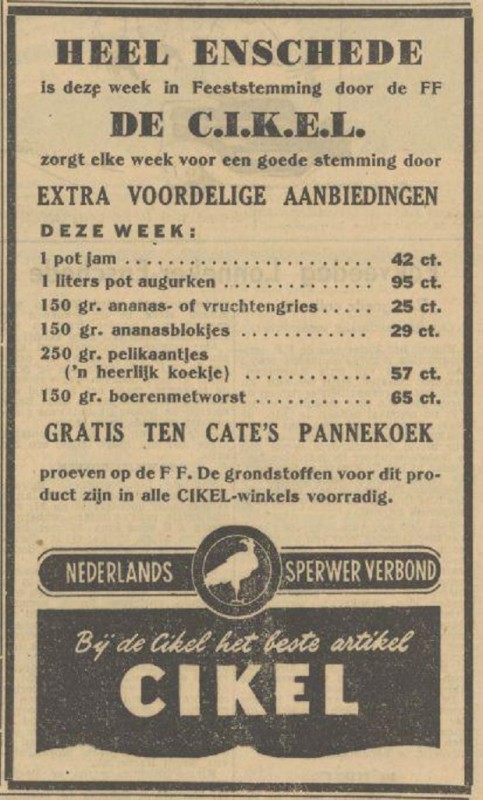 HEEL ENSCHEDE
is deze week in Feeststemming door de FF
DE C.I.K.E.L.
zorgt elke week voor een goede stemming door
EXTRA VOORDELIGE AANBIEDINGEN
DEZE WEEK:
1 pot jam . . . . . . . . . . . . . . . . . . . . . . . 42 ct.
1 liters pot augurken . . . . . . . . . . . . . 95 ct.
150 gr. ananas- of vruchtengries . . . . . 25 ct.
150 gr. ananasblokjes . . . . . . . . . . . . 29 ct.
250 gr. pelikaantjes
('n heerlijk koekje) . . . . . . . . . . . . 57 ct.
150 gr. boerenmetworst . . . . . . . . . . . 65 ct.
GRATIS TEN CATE'S PANNEKOEK
proeven op de F F. De grondstoffen voor dit pro-
duct zijn in alle CIKEL-winkels voorradig.
NEDERLANDS SPERWER VERBOND
Bij de Cikel het beste artikel
CIKEL